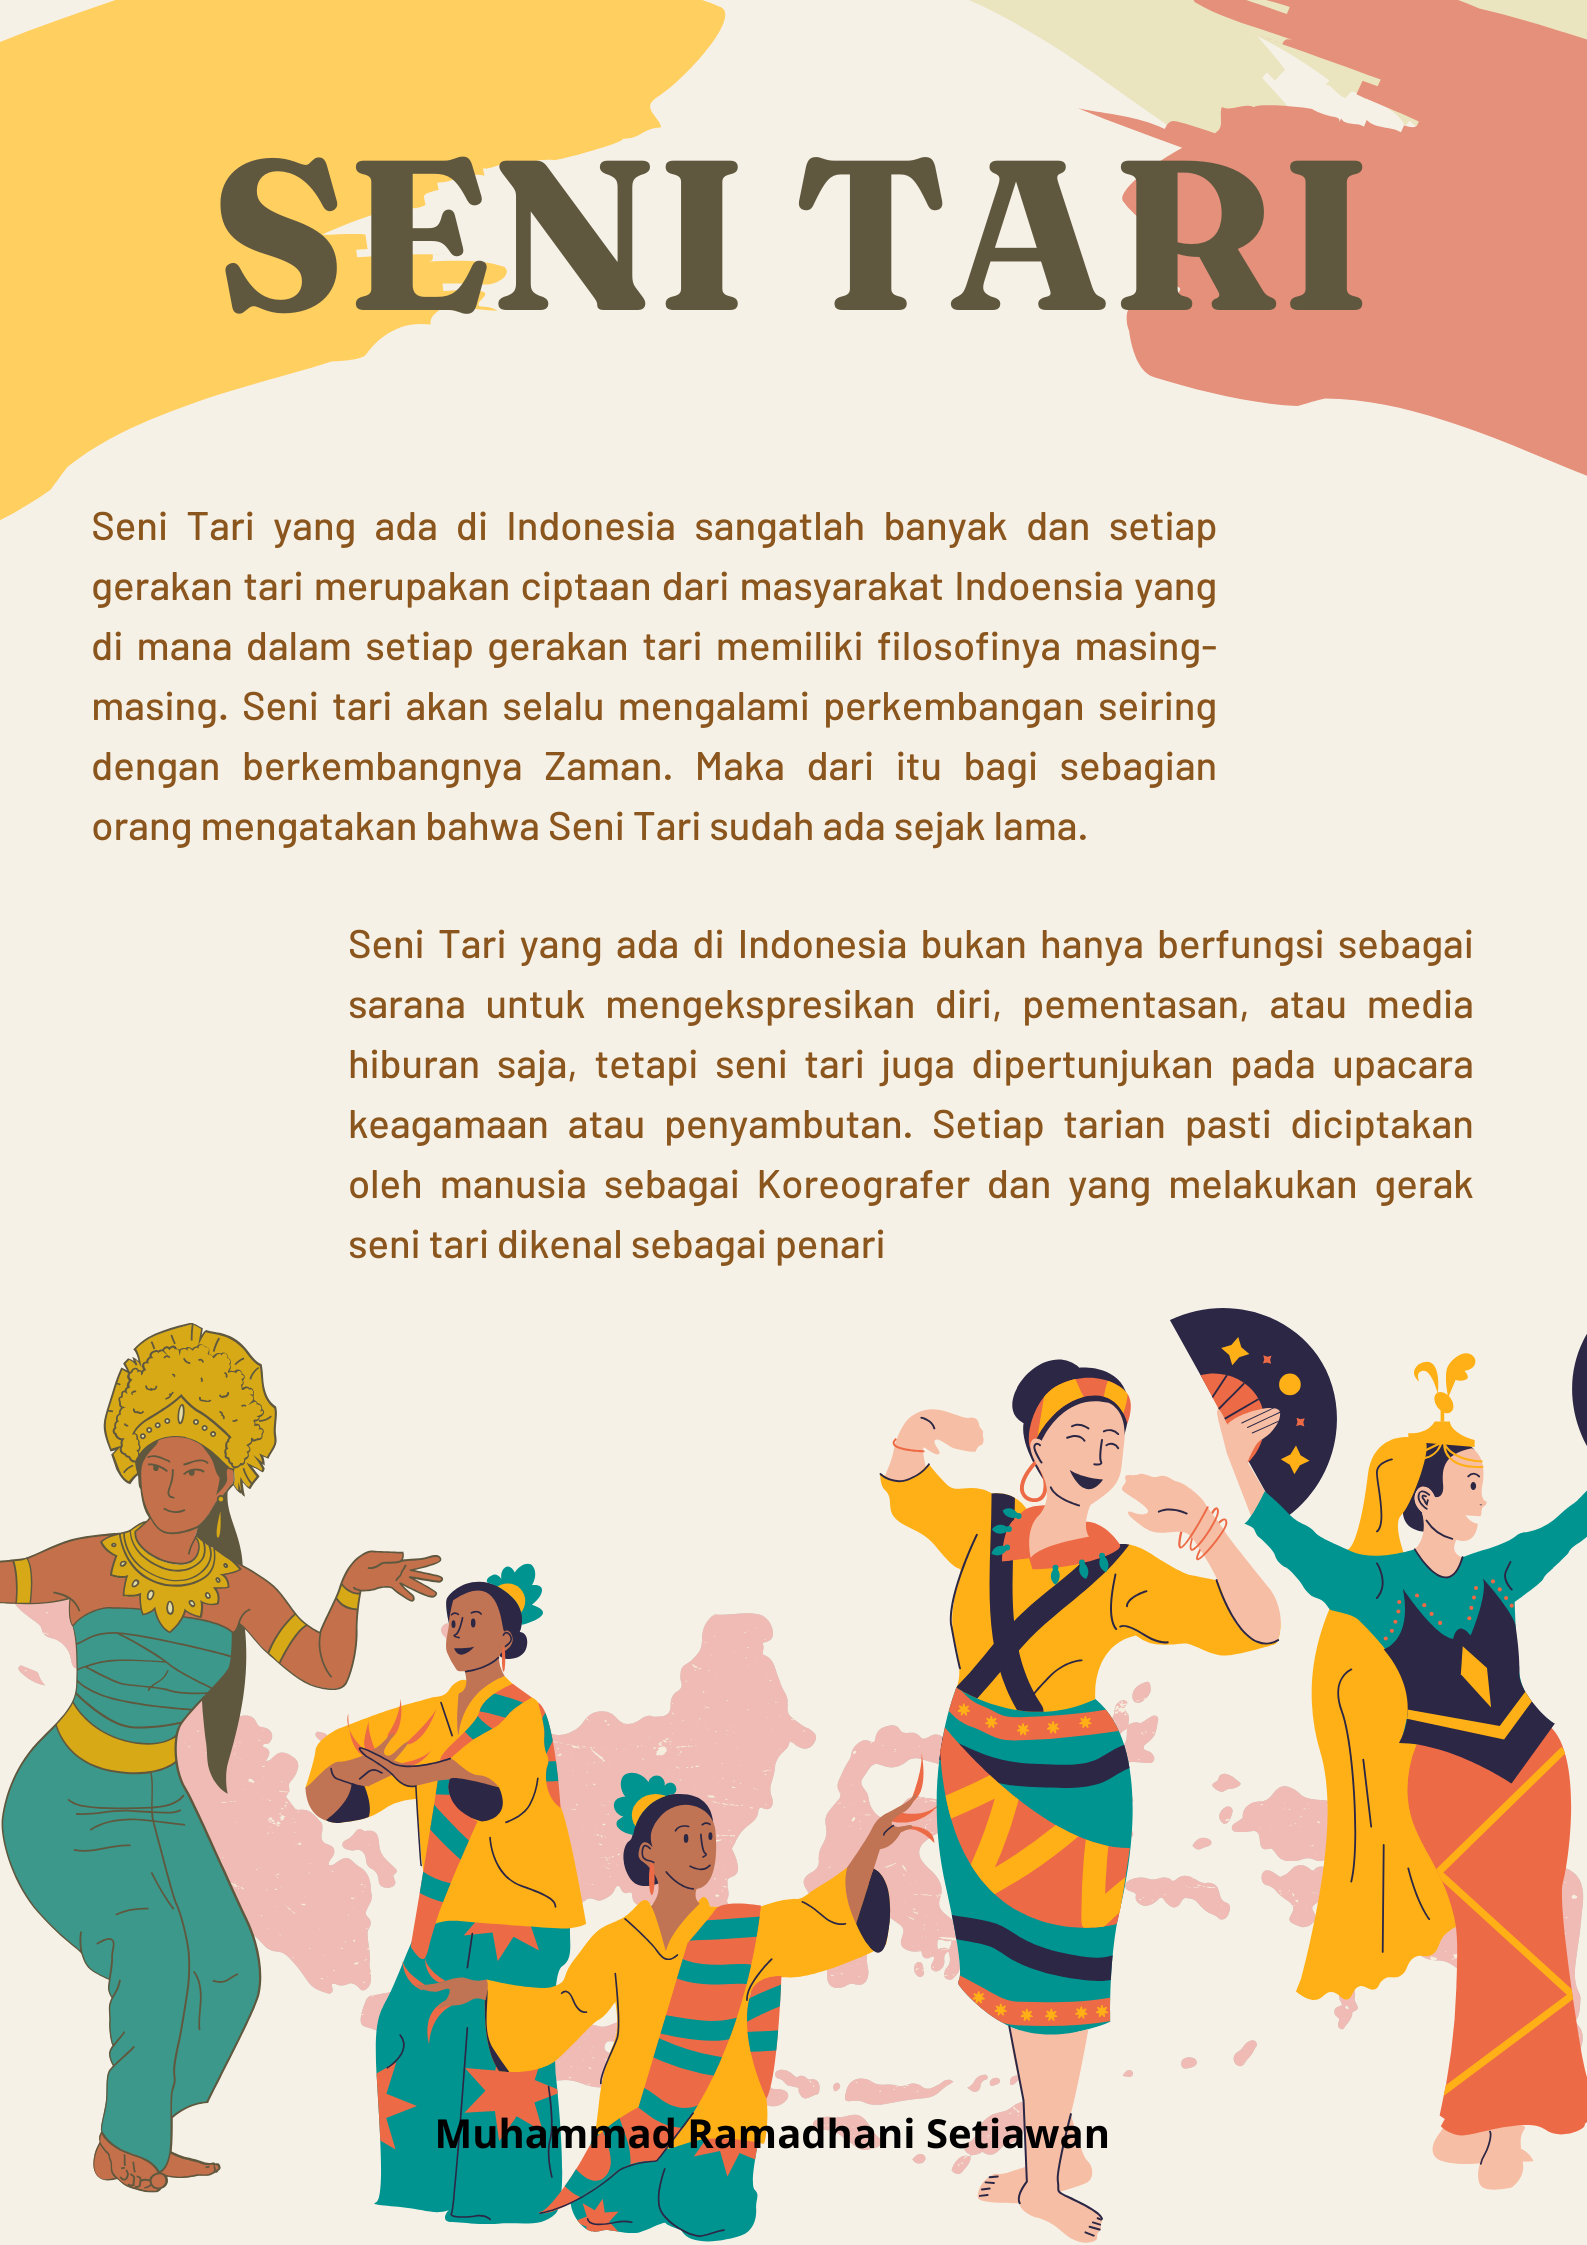 SENI TARI
Seni Tari yang ada di Indonesia sangatlah banyak dan setiap
gerakan tari merupakan ciptaan dari masyarakat Indoensia yang
di mana dalam setiap gerakan tari memiliki filosofinya masing-
masing. Seni tari akan selalu mengalami perkembangan seiring
dengan berkembangnya Zaman. Maka dari itu bagi sebagian
orang mengatakan bahwa Seni Tari sudah ada sejak lama.
Seni Tari yang ada di Indonesia bukan hanya berfungsi sebagai
sarana untuk mengekspresikan diri, pementasan, atau media
hiburan saja, tetapi seni tari juga dipertunjukan pada upacara
keagamaan atau penyambutan. Setiap tarian pasti diciptakan
oleh manusia sebagai Koreografer dan yang melakukan gerak
seni tari dikenal sebagai penari
Muhammad Ramadhani Setiawan